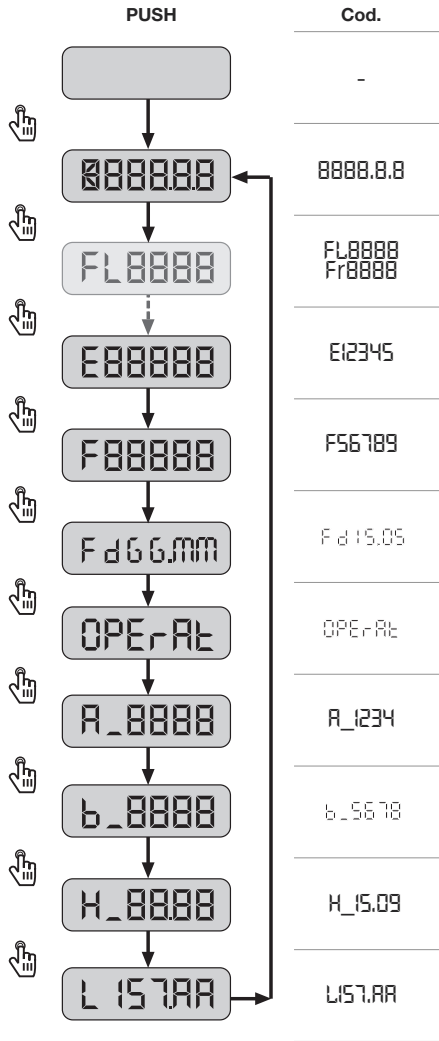 PUSH Cod.
-
8888.8.8 8888.8.8
FL8888 FL8888
Fr8888
E88888 E12345
F88888 F56789
FdGG.MM Fd15.05
OPErAt OPErAt
A_8888 A_1234
b_8888 b_5678
H_88.88 H_15.09
L157.AA L157.AA